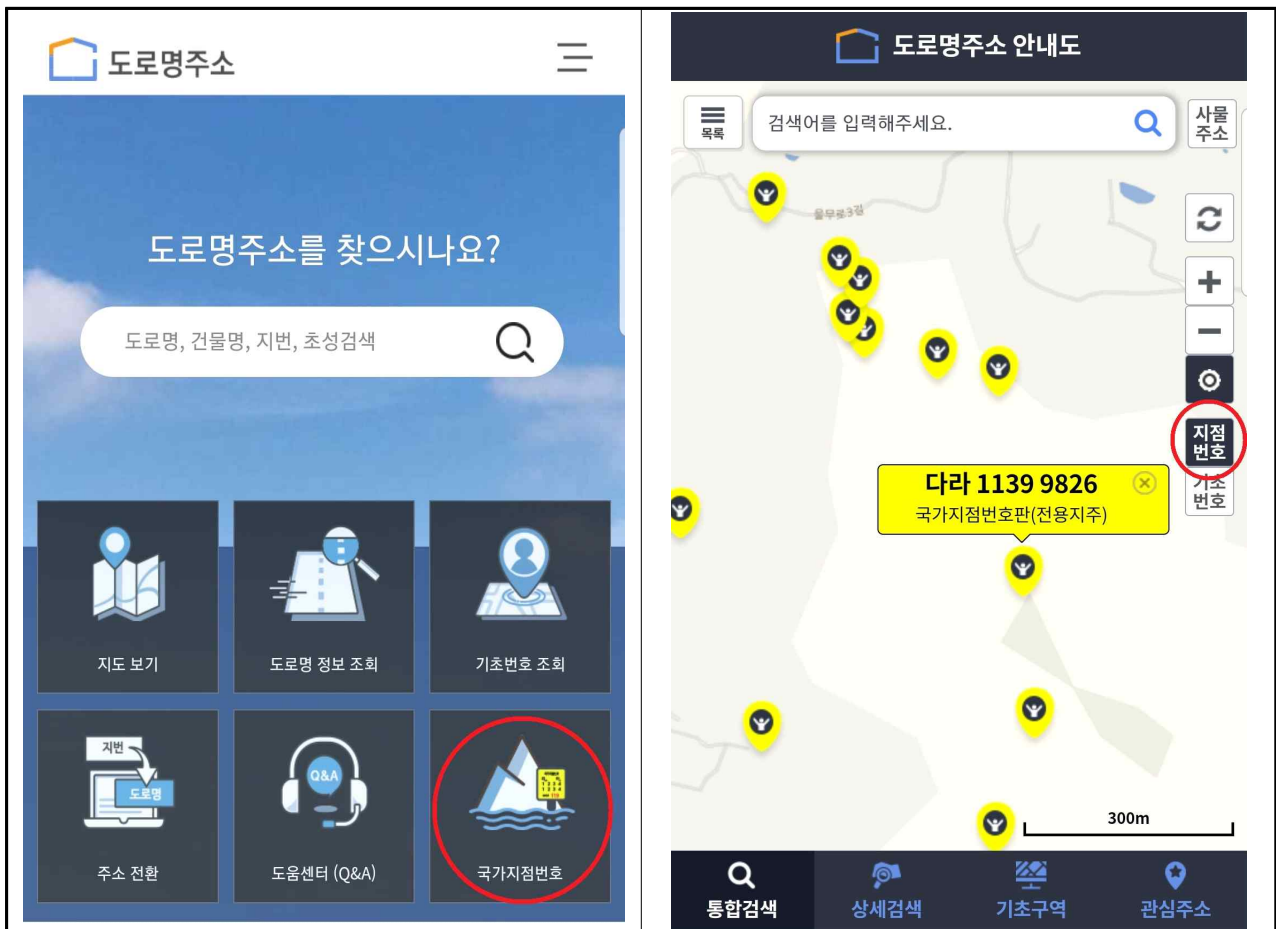 도로명주소
도로명주소를 찾으시나요?
도로명, 건물명, 지번, 초성검색
지도 보기
도로명 정보 조회
기초번호 조회
지번
도로명
주소 전환
Q&A
도움센터 (Q&A)
국가지점번호
도로명주소 안내도
목록
검색어를 입력해주세요.
사물
주소
물무로3길
지점
번호
기초
번호
다라 1139 9826
국가지점번호판(전용지주)
300m
통합검색
상세검색
기초구역
관심주소